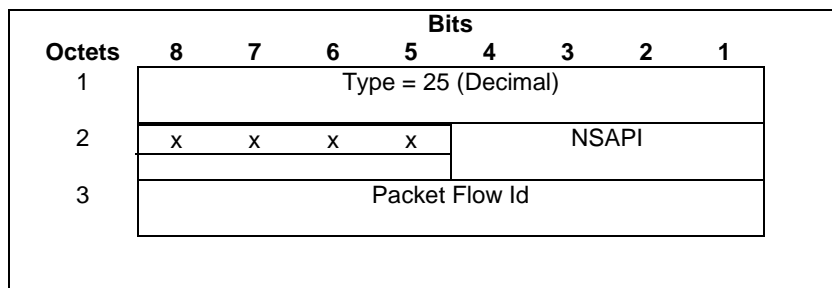 Bits
Octets 8 7 6 5 4 3 2 1
1 Type = 25 (Decimal)
2 x x x x NSAPI
3 Packet Flow Id